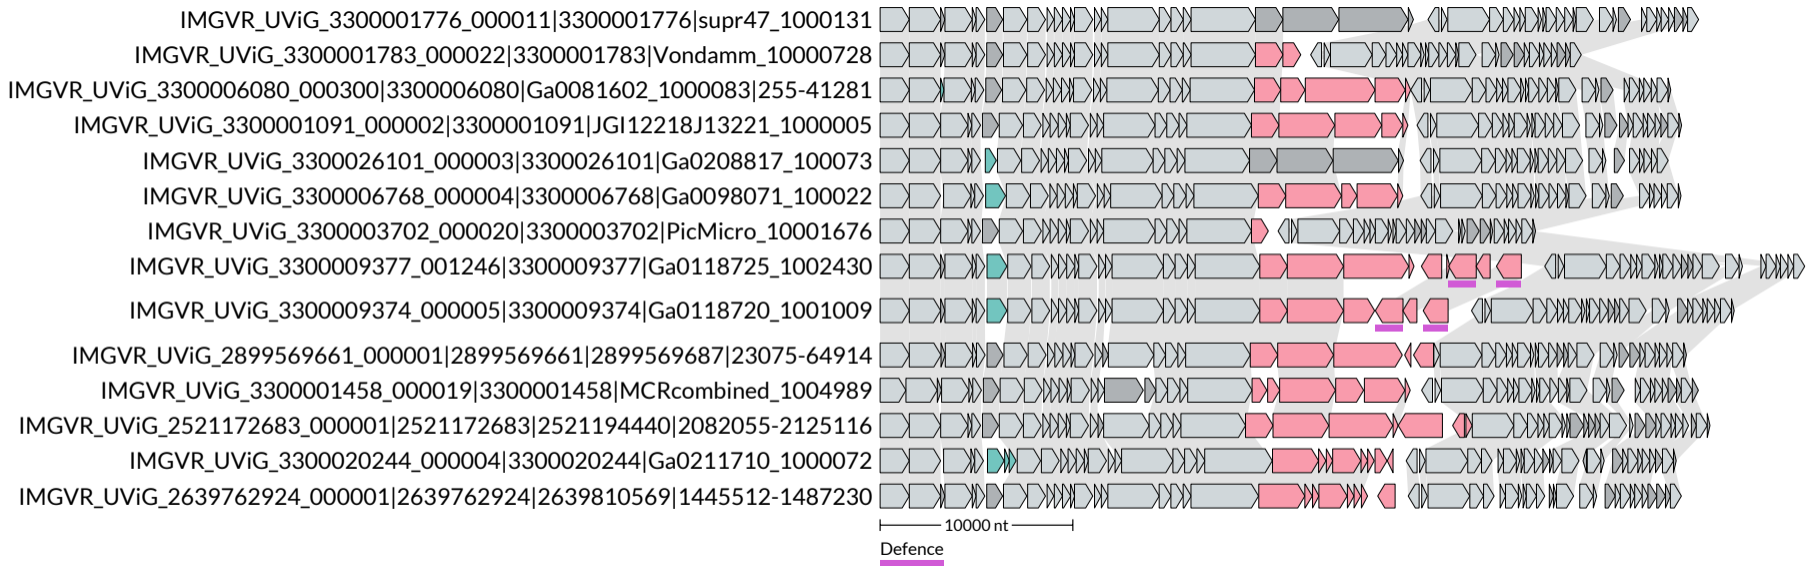 IMGVR_UViG_3300001776_000011|3300001776|supr47_1000131
IMGVR_UViG_3300001783_000022|3300001783|Vondamm_10000728
IMGVR_UViG_3300006080_000300|3300006080|Ga0081602_1000083|255-41281
IMGVR_UViG_3300001091_000002|3300001091|JGI12218J13221_1000005
IMGVR_UViG_3300026101_000003|3300026101|Ga0208817_100073
IMGVR_UViG_3300006768_000004|3300006768|Ga0098071_100022
IMGVR_UViG_3300003702_000020|3300003702|PicMicro_10001676
IMGVR_UViG_3300009377_001246|3300009377|Ga0118725_1002430
IMGVR_UViG_3300009374_000005|3300009374|Ga0118720_1001009
IMGVR_UViG_2899569661_000001|2899569661|2899569687|23075-64914
IMGVR_UViG_3300001458_000019|3300001458|MCRcombined_1004989
IMGVR_UViG_2521172683_000001|2521172683|2521194440|2082055-2125116
IMGVR_UViG_3300020244_000004|3300020244|Ga0211710_1000072
IMGVR_UViG_2639762924_000001|2639762924|2639810569|1445512-1487230
10000 nt
Defence